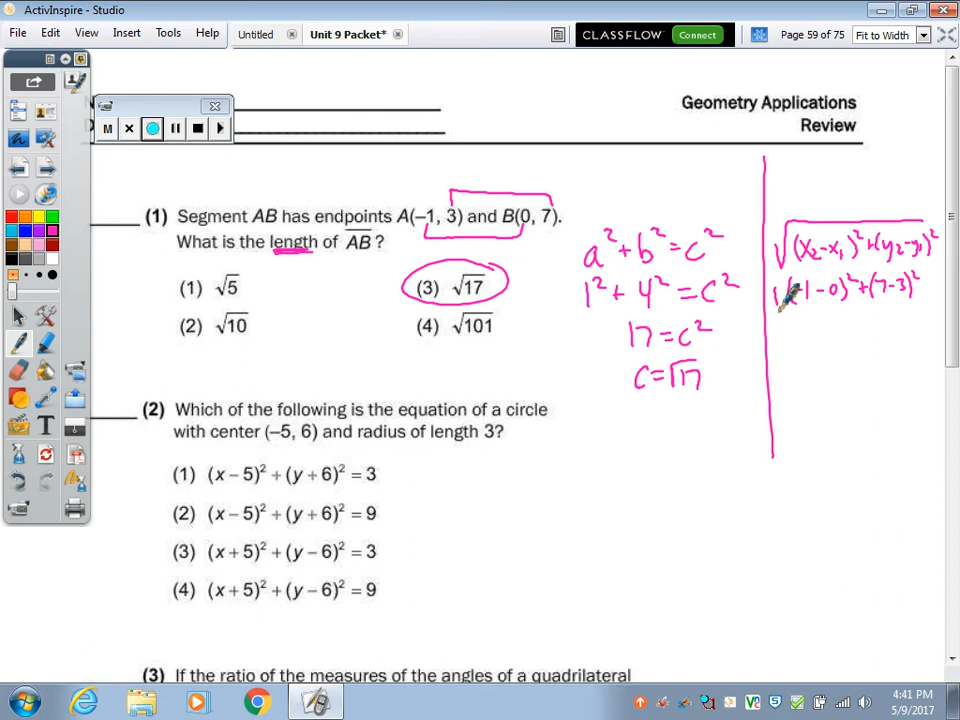 ActivInspire - Studio
File Edit View Insert Tools Help Untitled Unit 9 Packet* CLASSFLOW Connect Page 59 of 75 Fit to Width
Geometry Applications
Review
M
(1) Segment AB has endpoints A(–1, 3) and B(0, 7).
What is the length of AB ?
(1) √5
(3) √17
(2) √10
(4) √101
a² + b² = c²
1² + 4² = c²
17 = c²
c = √17
√(x₂-x₁)²+(y₂-y₁)²
√(-1-0)²+(7-3)²
(2) Which of the following is the equation of a circle
with center (–5, 6) and radius of length 3?
(1) (x – 5)² + (y + 6)² = 3
(2) (x – 5)² + (y + 6)² = 9
(3) (x + 5)² + (y – 6)² = 3
(4) (x + 5)² + (y – 6)² = 9
(3) If the ratio of the measures of the angles of a quadrilateral
4:41 PM
5/9/2017